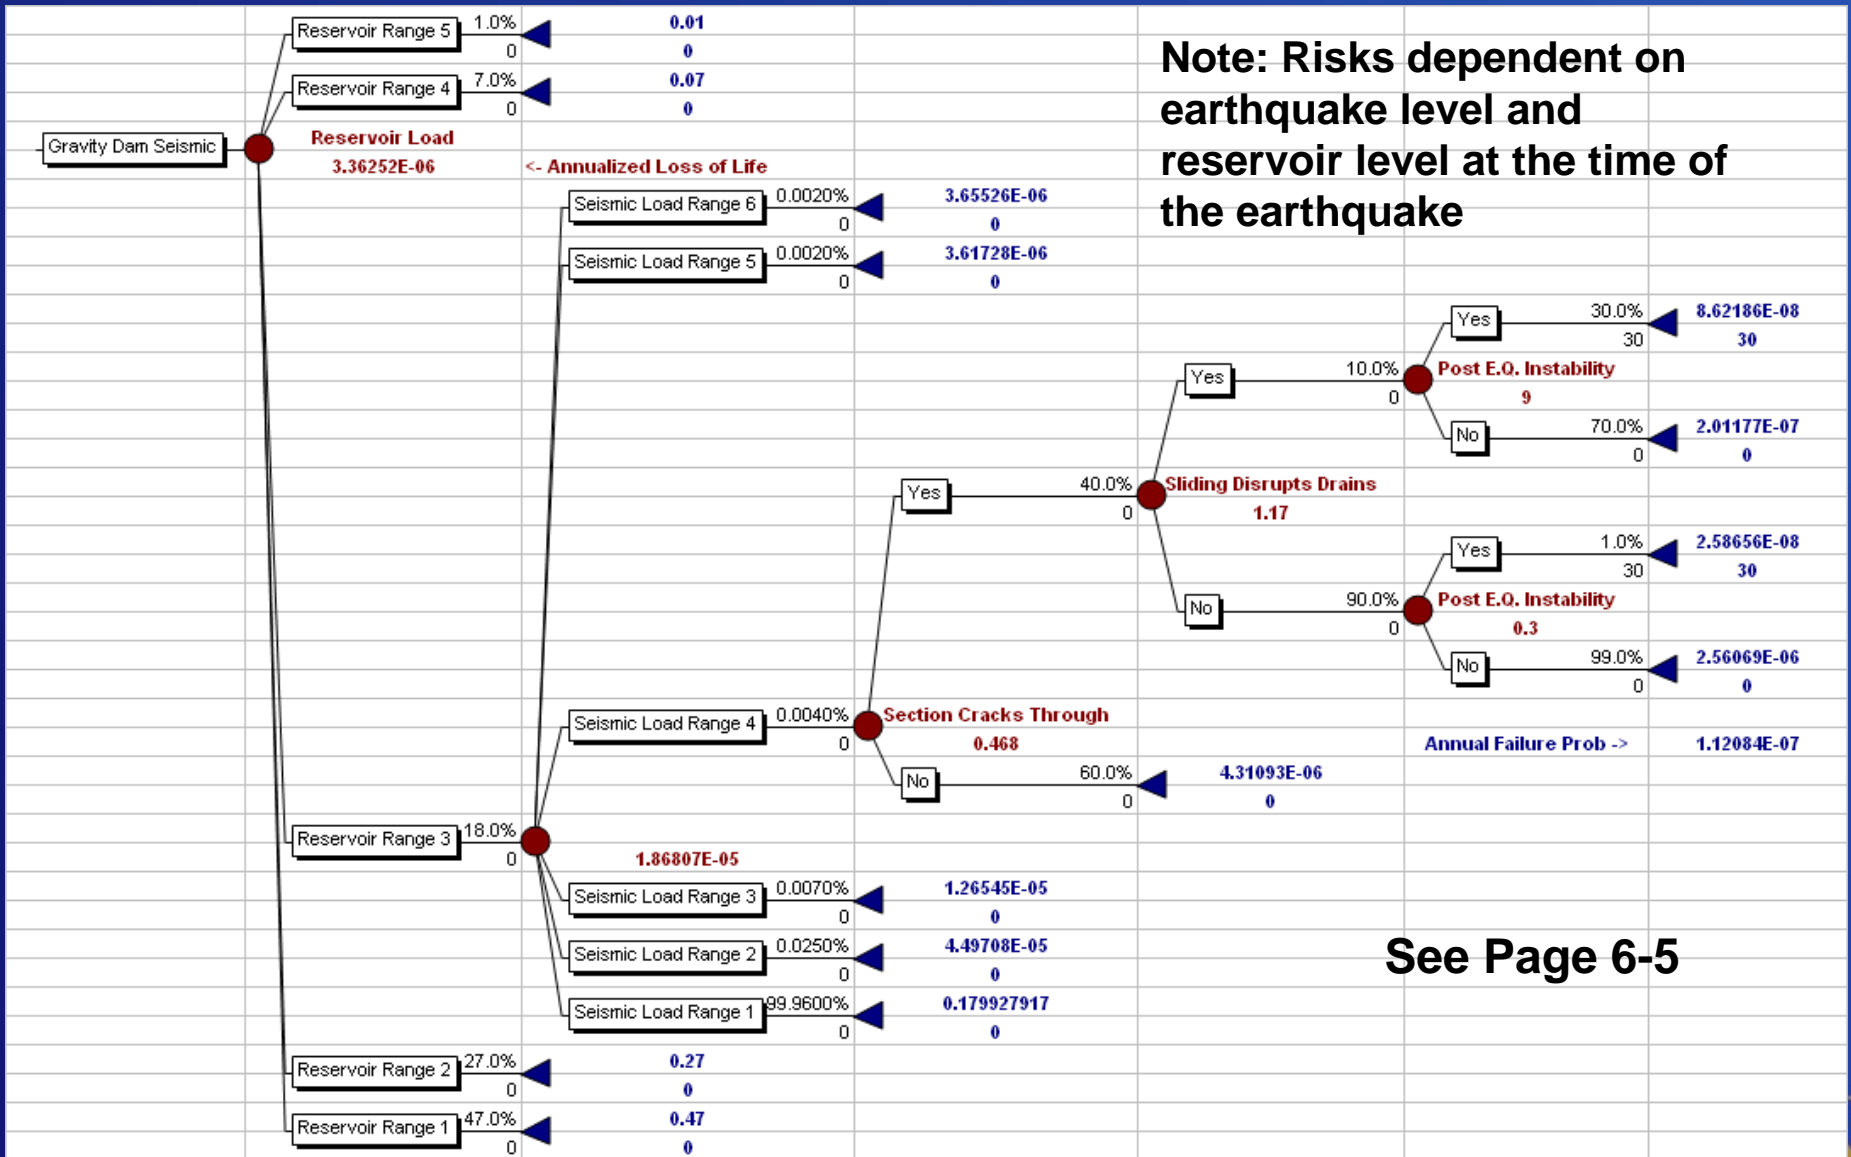 Reservoir Range 5 1.0% 0.01
0 0
Reservoir Range 4 7.0% 0.07
0 0
Note: Risks dependent on
earthquake level and
reservoir level at the time of
the earthquake
Gravity Dam Seismic
Reservoir Load
3.36252E-06 <- Annualized Loss of Life
Seismic Load Range 6 0.0020% 3.65526E-06
0 0
Seismic Load Range 5 0.0020% 3.61728E-06
0 0
Yes 30.0% 8.62186E-08
30 30
Yes 10.0% Post E.Q. Instability
0 9
No 70.0% 2.01177E-07
0 0
Yes 40.0% Sliding Disrupts Drains
0 1.17
Yes 1.0% 2.58656E-08
30 30
No 90.0% Post E.Q. Instability
0 0.3
No 99.0% 2.56069E-06
0 0
Seismic Load Range 4 0.0040% Section Cracks Through
0 0.468
Annual Failure Prob -> 1.12084E-07
No 60.0% 4.31093E-06
0 0
Reservoir Range 3 18.0%
0 1.86807E-05
Seismic Load Range 3 0.0070% 1.26545E-05
0 0
Seismic Load Range 2 0.0250% 4.49708E-05
0 0
See Page 6-5
Seismic Load Range 1 99.9600% 0.179927917
0 0
Reservoir Range 2 27.0% 0.27
0 0
Reservoir Range 1 47.0% 0.47
0 0